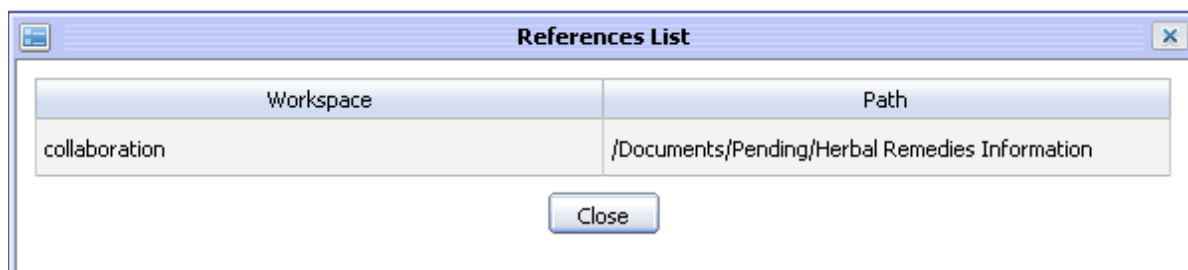 References List
Workspace Path
collaboration /Documents/Pending/Herbal Remedies Information
Close